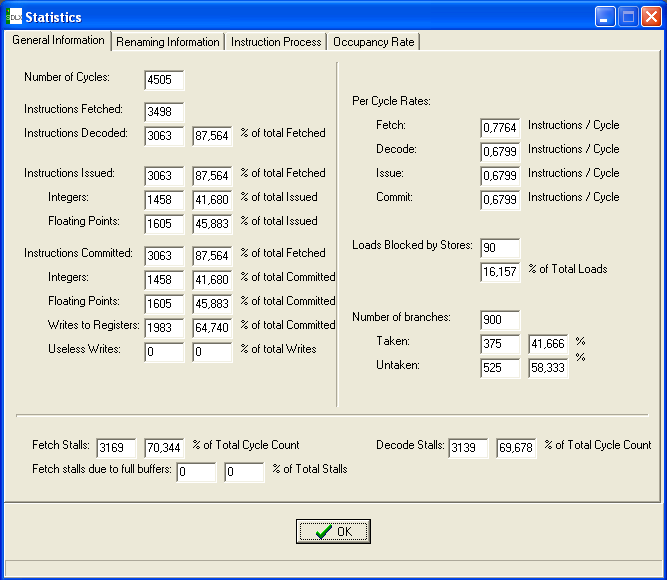 DLX Statistics
General Information Renaming Information Instruction Process Occupancy Rate
Number of Cycles: 4505
Instructions Fetched: 3498
Instructions Decoded: 3063 87,564 % of total Fetched
Instructions Issued: 3063 87,564 % of total Fetched
Integers: 1458 41,680 % of total Issued
Floating Points: 1605 45,883 % of total Issued
Instructions Committed: 3063 87,564 % of total Fetched
Integers: 1458 41,680 % of total Committed
Floating Points: 1605 45,883 % of total Committed
Writes to Registers: 1983 64,740 % of total Committed
Useless Writes: 0 0 % of total Writes
Per Cycle Rates:
Fetch: 0,7764 Instructions / Cycle
Decode: 0,6799 Instructions / Cycle
Issue: 0,6799 Instructions / Cycle
Commit: 0,6799 Instructions / Cycle
Loads Blocked by Stores: 90
16,157 % of Total Loads
Number of branches: 900
Taken: 375 41,666 %
Untaken: 525 58,333 %
Fetch Stalls: 3169 70,344 % of Total Cycle Count Decode Stalls: 3139 69,678 % of Total Cycle Count
Fetch stalls due to full buffers: 0 0 % of Total Stalls
OK